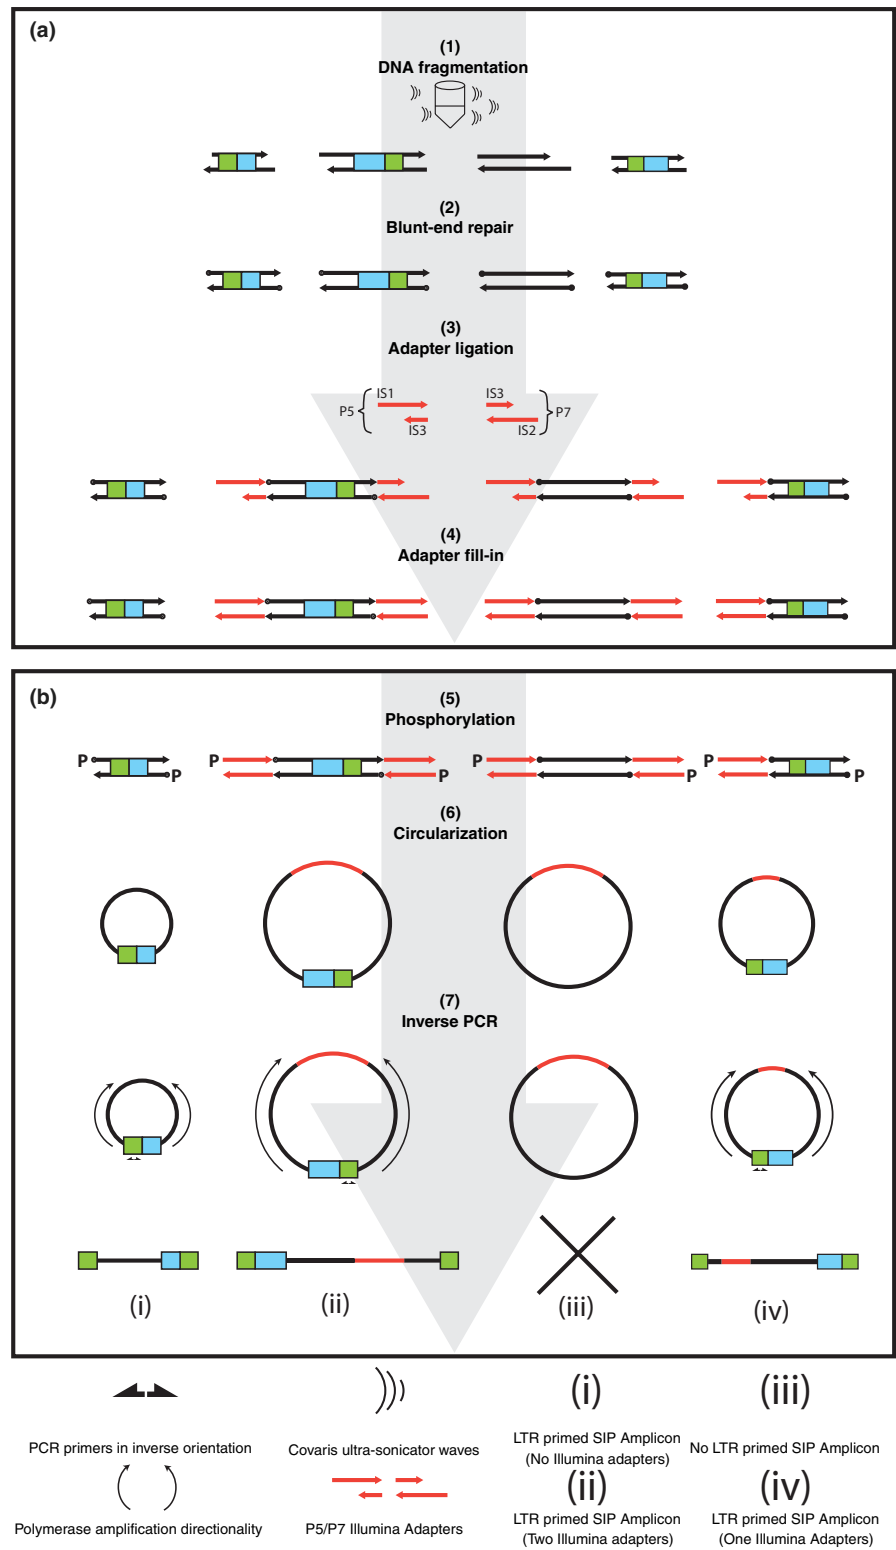 (a)
(1)
DNA fragmentation
(2)
Blunt-end repair
(3)
Adapter ligation
IS1
IS3
P5
P7
IS3
IS2
(4)
Adapter fill-in
(b)
(5)
Phosphorylation
P
P
P
P
P
P
P
P
(6)
Circularization
(7)
Inverse PCR
(i)
(ii)
(iii)
(iv)
PCR primers in inverse orientation
Polymerase amplification directionality
Covaris ultra-sonicator waves
P5/P7 Illumina Adapters
(i)
LTR primed SIP Amplicon
(No Illumina adapters)
(ii)
LTR primed SIP Amplicon
(Two Illumina adapters)
(iii)
No LTR primed SIP Amplicon
(iv)
LTR primed SIP Amplicon
(One Illumina Adapters)